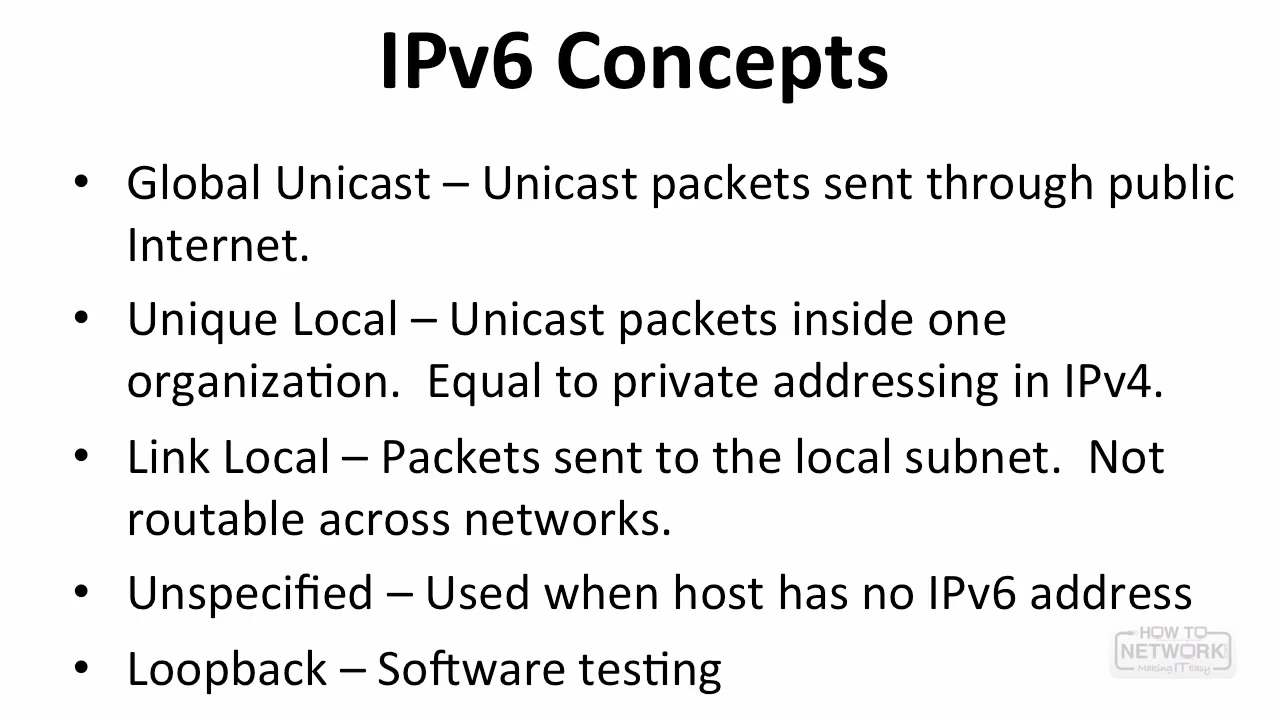 IPv6 Concepts
• Global Unicast – Unicast packets sent through public
Internet.
• Unique Local – Unicast packets inside one
organization.  Equal to private addressing in IPv4.
• Link Local – Packets sent to the local subnet.  Not
routable across networks.
• Unspecified – Used when host has no IPv6 address
• Loopback – Software testing
HOW TO
NETWORK
Making IT Easy